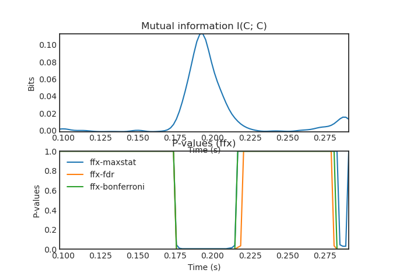 Mutual information I(C; C)
0.10
0.08
0.06
0.04
0.02
0.00
Bits
0.100 0.125 0.150 0.175 0.200 0.225 0.250 0.275
Time (s)
P-values (ffx)
1.0
0.8
0.6
0.4
0.2
0.0
P-values
ffx-maxstat
ffx-fdr
ffx-bonferroni
0.100 0.125 0.150 0.175 0.200 0.225 0.250 0.275
Time (s)